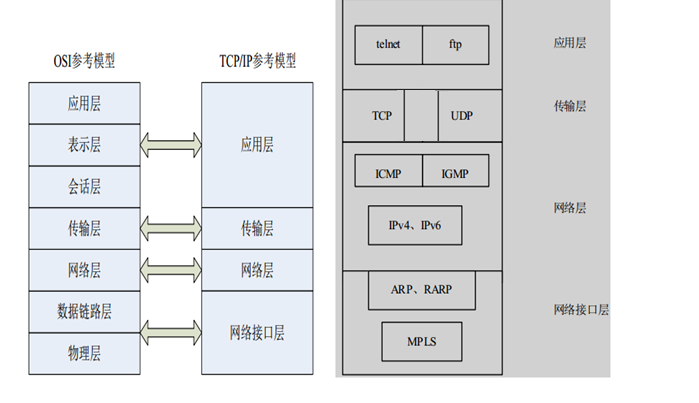 OSI参考模型
应用层
表示层
会话层
传输层
网络层
数据链路层
物理层
TCP/IP参考模型
应用层
传输层
网络层
网络接口层
telnet
ftp
应用层
TCP
UDP
传输层
ICMP
IGMP
IPv4、IPv6
网络层
ARP、RARP
MPLS
网络接口层